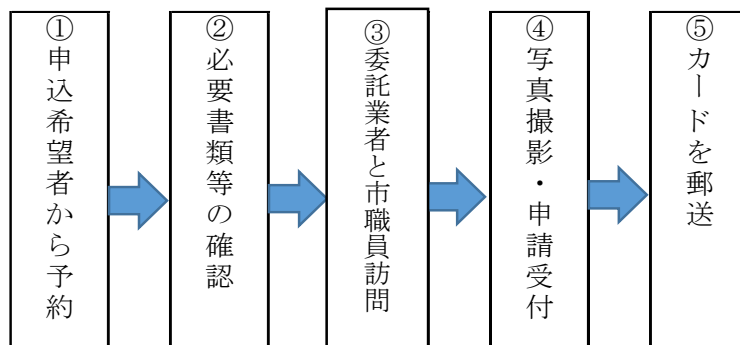 ①申込希望者から予約
②必要書類等の確認
③委託業者と市職員訪問
④写真撮影・申請受付
⑤カードを郵送